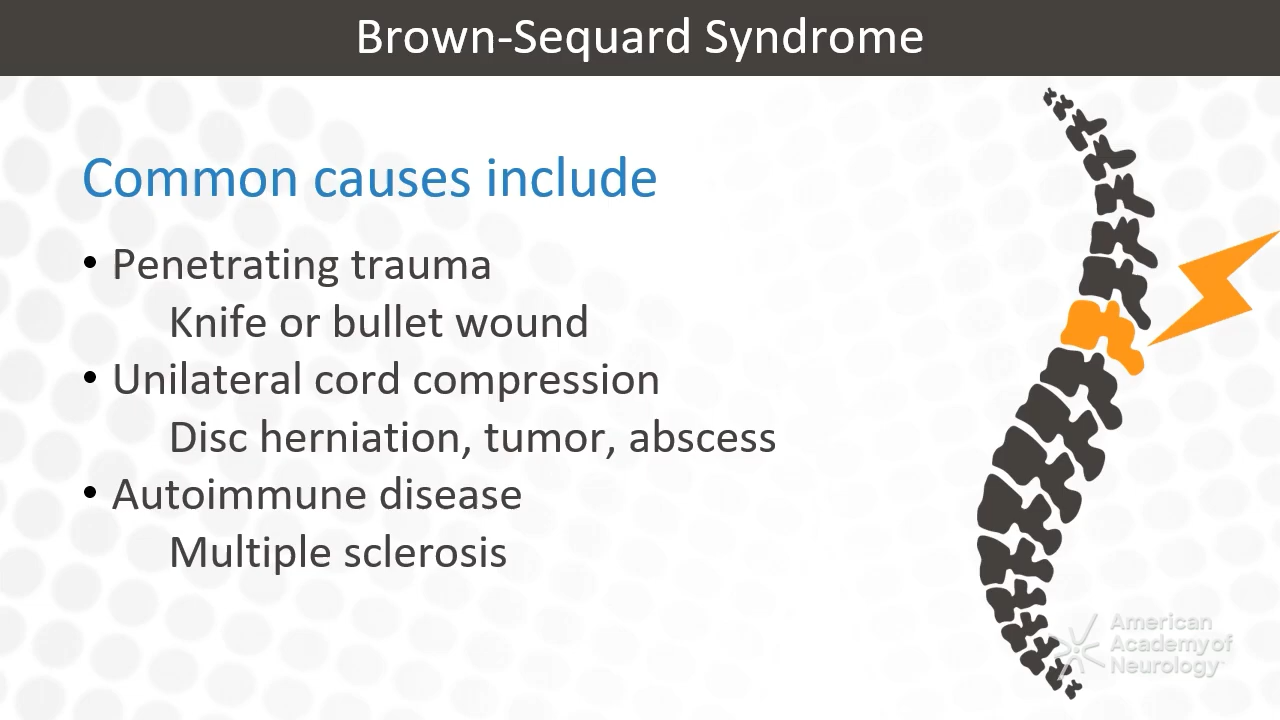 Brown-Sequard Syndrome
Common causes include
• Penetrating trauma
Knife or bullet wound
• Unilateral cord compression
Disc herniation, tumor, abscess
• Autoimmune disease
Multiple sclerosis
American
Academy of
Neurology